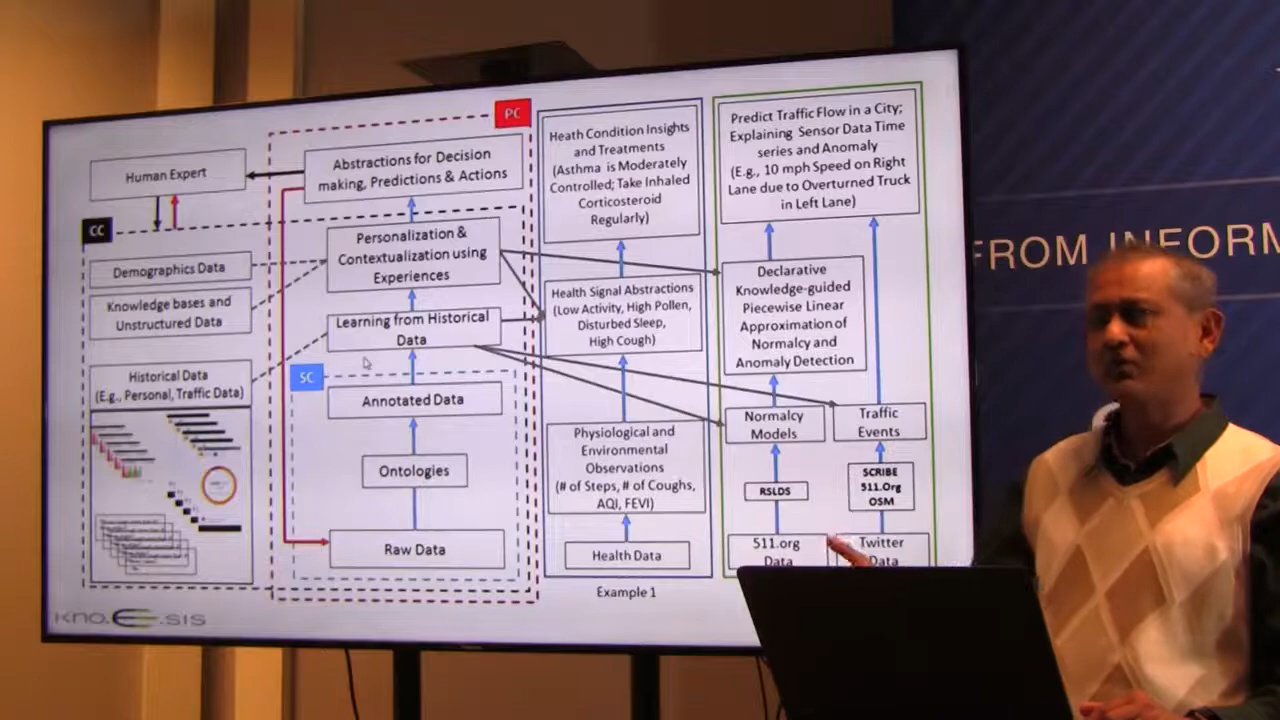 PC
Human Expert
Abstractions for Decision
making, Predictions & Actions
CC
Personalization &
Contextualization using
Experiences
Demographics Data
Knowledge bases and
Unstructured Data
Learning from Historical
Data
Historical Data
(E.g., Personal, Traffic Data)
SC
Annotated Data
Ontologies
Raw Data
Heath Condition Insights
and Treatments
(Asthma is Moderately
Controlled; Take Inhaled
Corticosteroid
Regularly)
Health Signal Abstractions
(Low Activity, High Pollen,
Disturbed Sleep,
High Cough)
Physiological and
Environmental
Observations
(# of Steps, # of Coughs,
AQI, FEVI)
Health Data
Example 1
Predict Traffic Flow in a City;
Explaining Sensor Data Time
series and Anomaly
(E.g., 10 mph Speed on Right
Lane due to Overturned Truck
in Left Lane)
Declarative
Knowledge-guided
Piecewise Linear
Approximation of
Normalcy and
Anomaly Detection
Normalcy
Models
Traffic
Events
RSLDS
SCRIBE
511.Org
OSM
511.org
Data
Twitter
Data
kno.e.sis
FROM INFORM